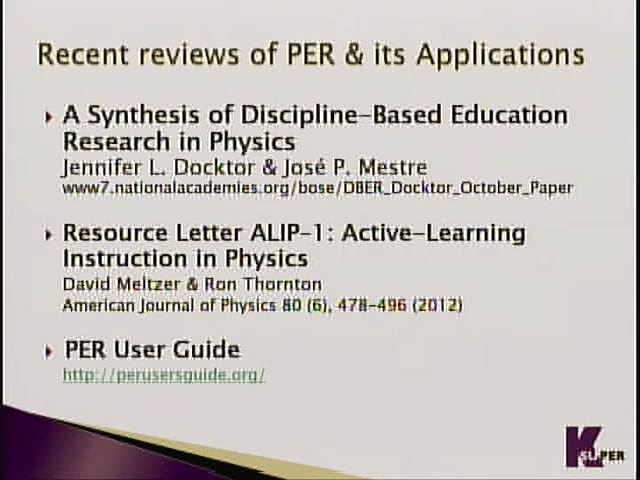 Recent reviews of PER & its Applications
A Synthesis of Discipline-Based Education
Research in Physics
Jennifer L. Docktor & José P. Mestre
www7.nationalacademies.org/bose/DBER_Docktor_October_Paper
Resource Letter ALIP-1: Active-Learning
Instruction in Physics
David Meltzer & Ron Thornton
American Journal of Physics 80 (6), 478-496 (2012)
PER User Guide
http://perusersguide.org/
K
SUPER